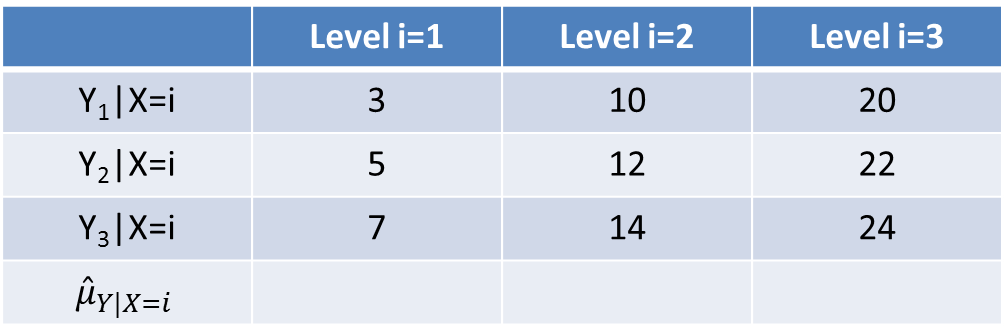 Level i=1 Level i=2 Level i=3
Y₁|X=i 3 10 20
Y₂|X=i 5 12 22
Y₃|X=i 7 14 24
μ̂_{Y|X=i}